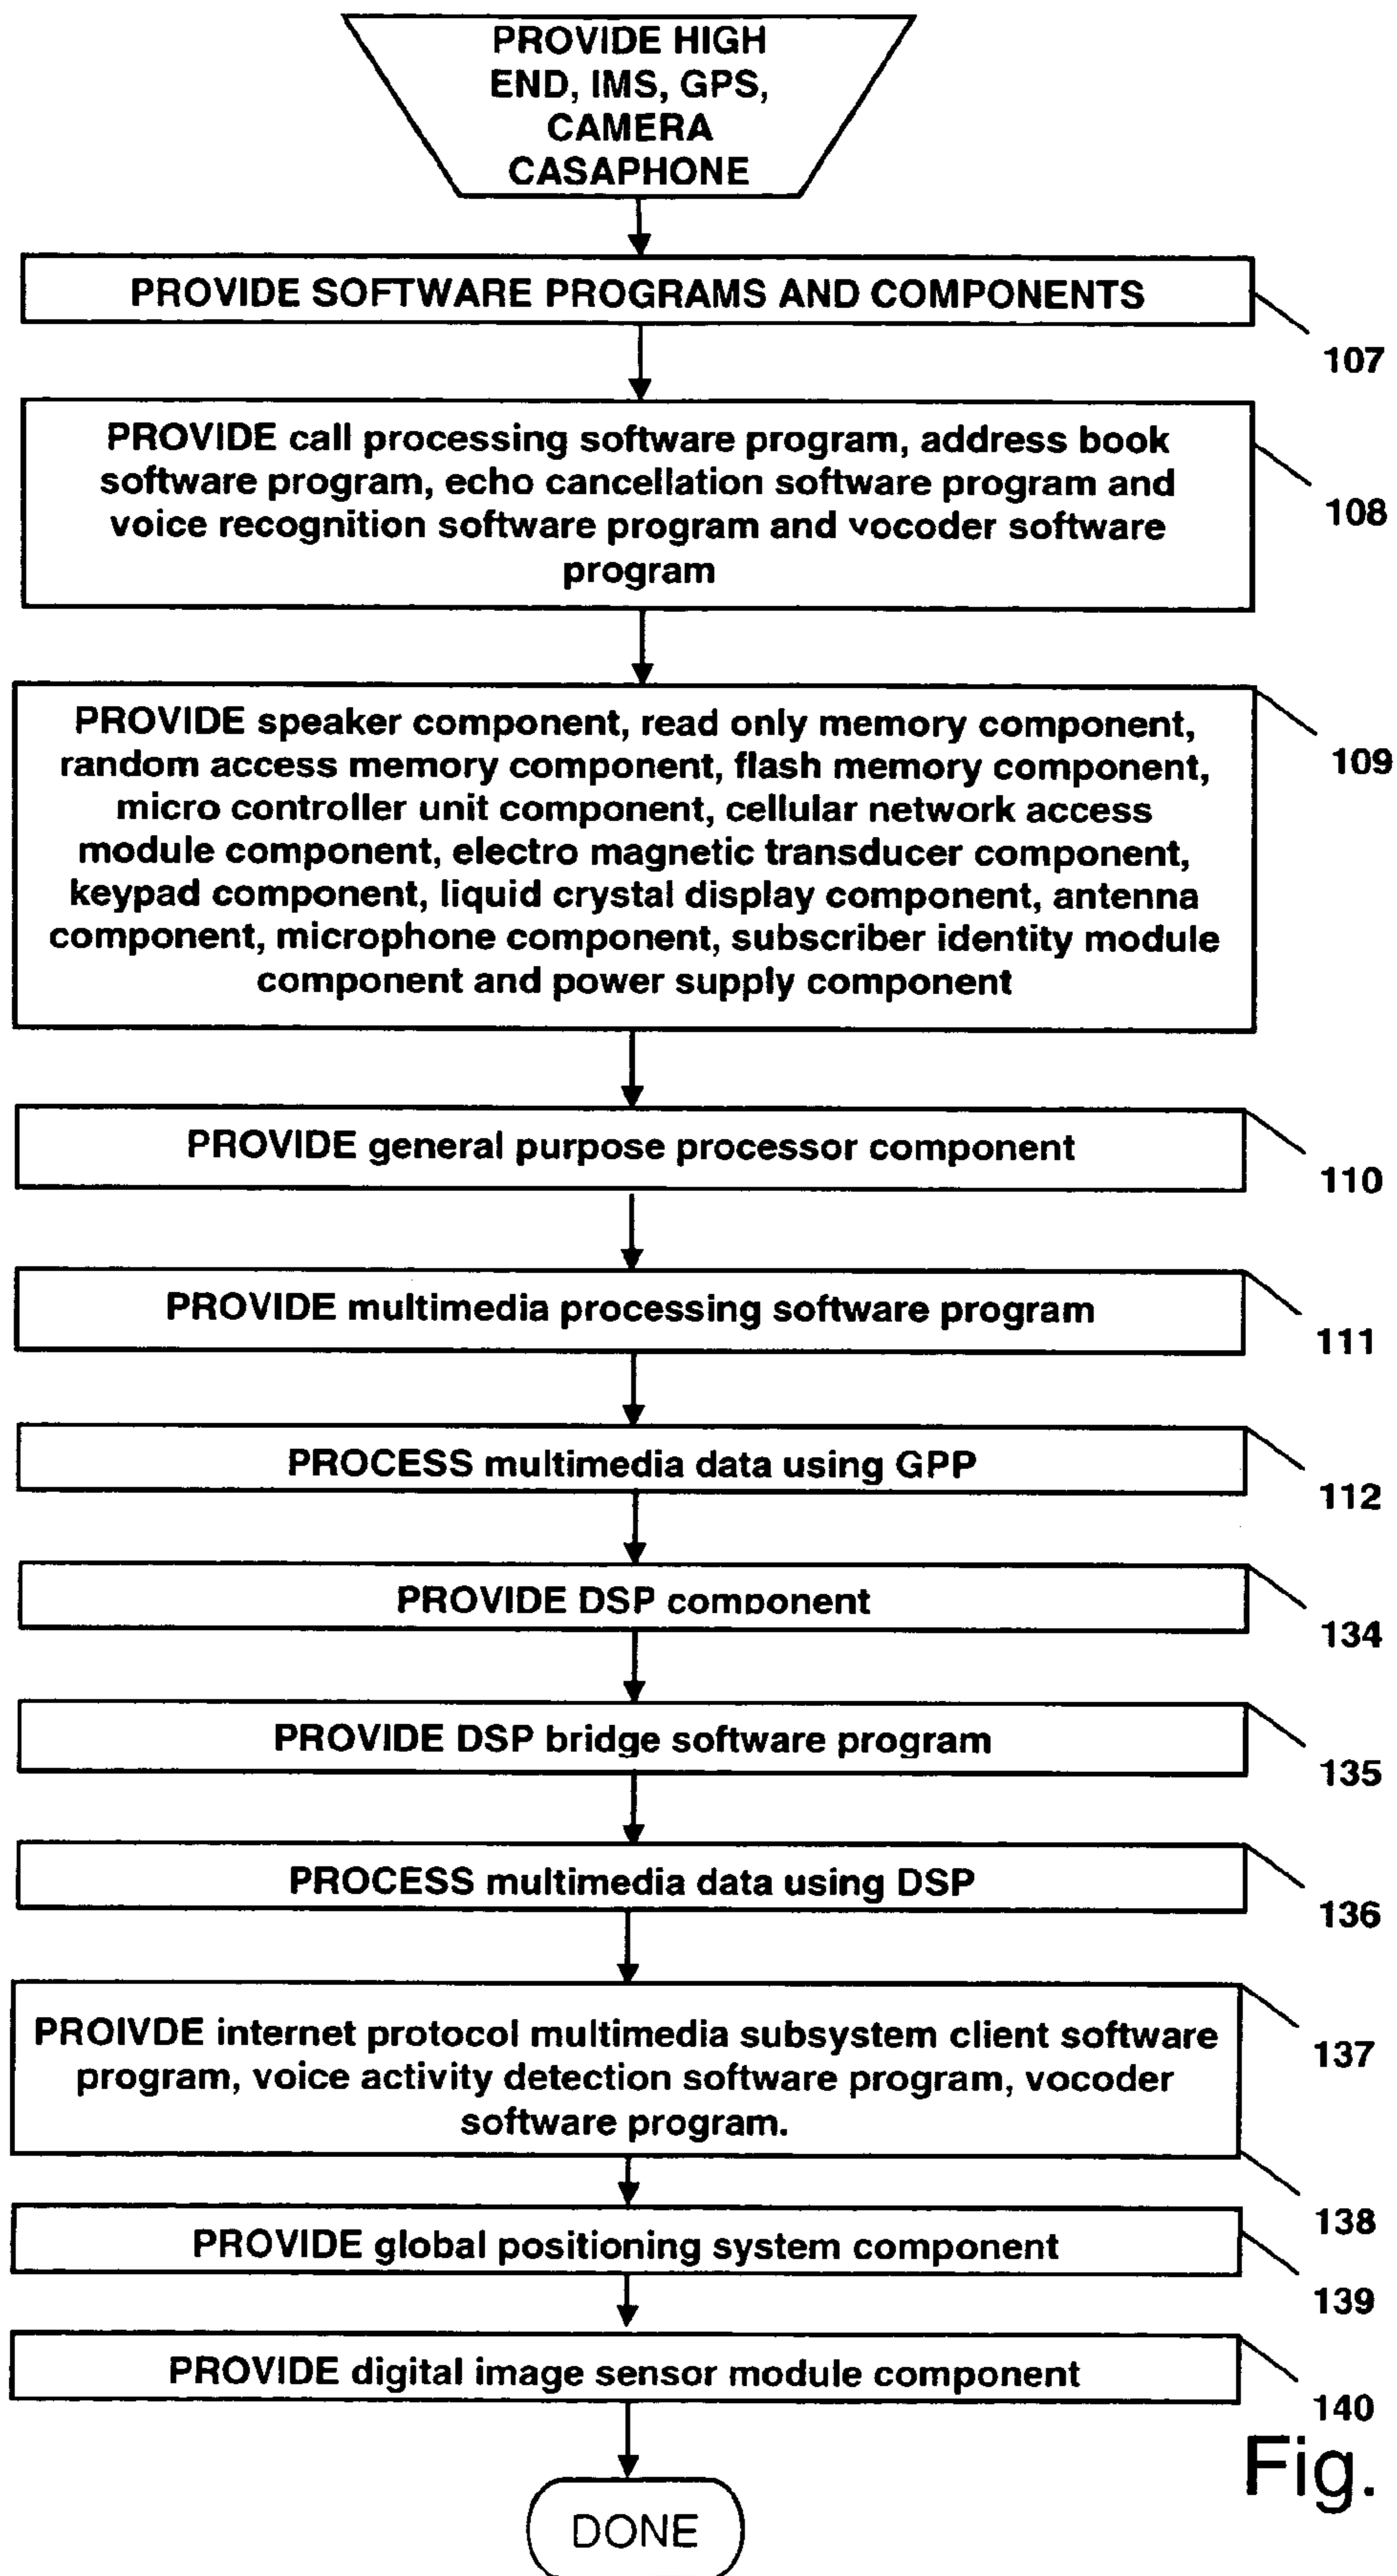 PROVIDE HIGH
END, IMS, GPS,
CAMERA
CASAPHONE
PROVIDE SOFTWARE PROGRAMS AND COMPONENTS
107
PROVIDE call processing software program, address book
software program, echo cancellation software program and
voice recognition software program and vocoder software
program
108
PROVIDE speaker component, read only memory component,
random access memory component, flash memory component,
micro controller unit component, cellular network access
module component, electro magnetic transducer component,
keypad component, liquid crystal display component, antenna
component, microphone component, subscriber identity module
component and power supply component
109
PROVIDE general purpose processor component
110
PROVIDE multimedia processing software program
111
PROCESS multimedia data using GPP
112
PROVIDE DSP component
134
PROVIDE DSP bridge software program
135
PROCESS multimedia data using DSP
136
PROIVDE internet protocol multimedia subsystem client software
program, voice activity detection software program, vocoder
software program.
137
138
PROVIDE global positioning system component
139
PROVIDE digital image sensor module component
140
Fig.
DONE